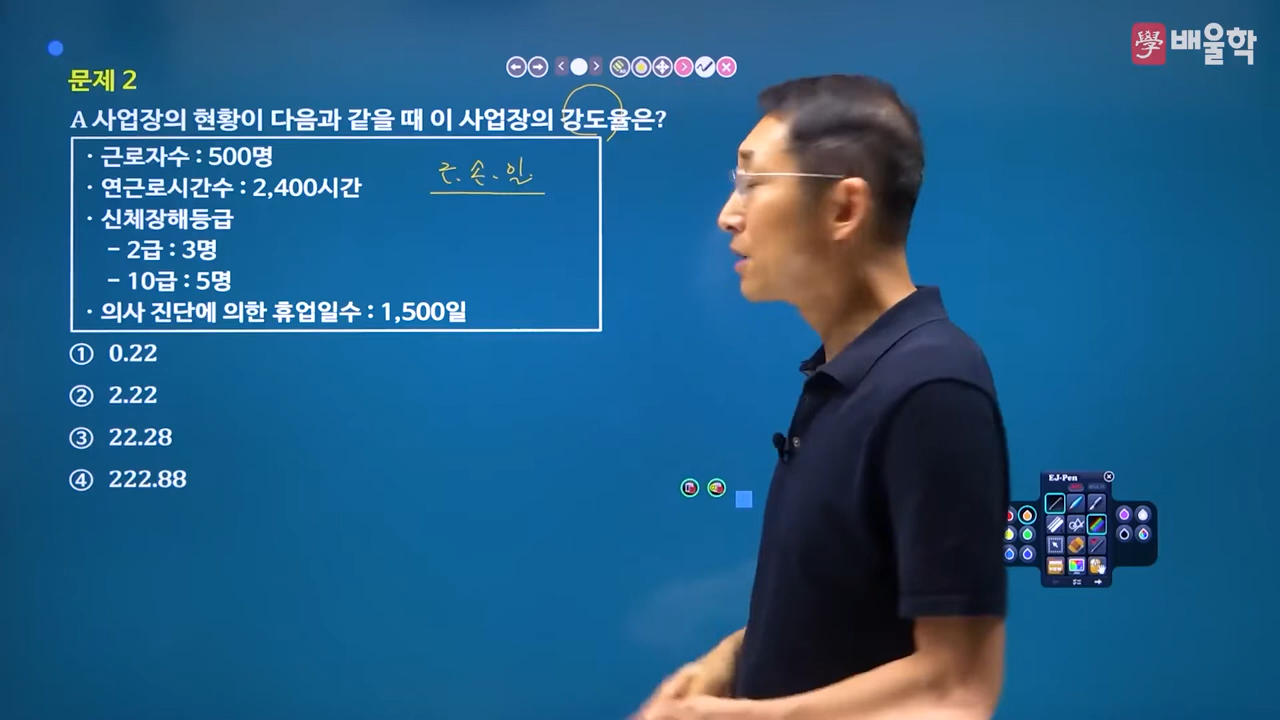 學 배울학
문제 2
A 사업장의 현황이 다음과 같을 때 이 사업장의 강도율은?
· 근로자수 : 500명
근.손.일.
· 연근로시간수 : 2,400시간
· 신체장해등급
- 2급 : 3명
- 10급 : 5명
· 의사 진단에 의한 휴업일수 : 1,500일
① 0.22
② 2.22
③ 22.28
④ 222.88
EJ-Pen